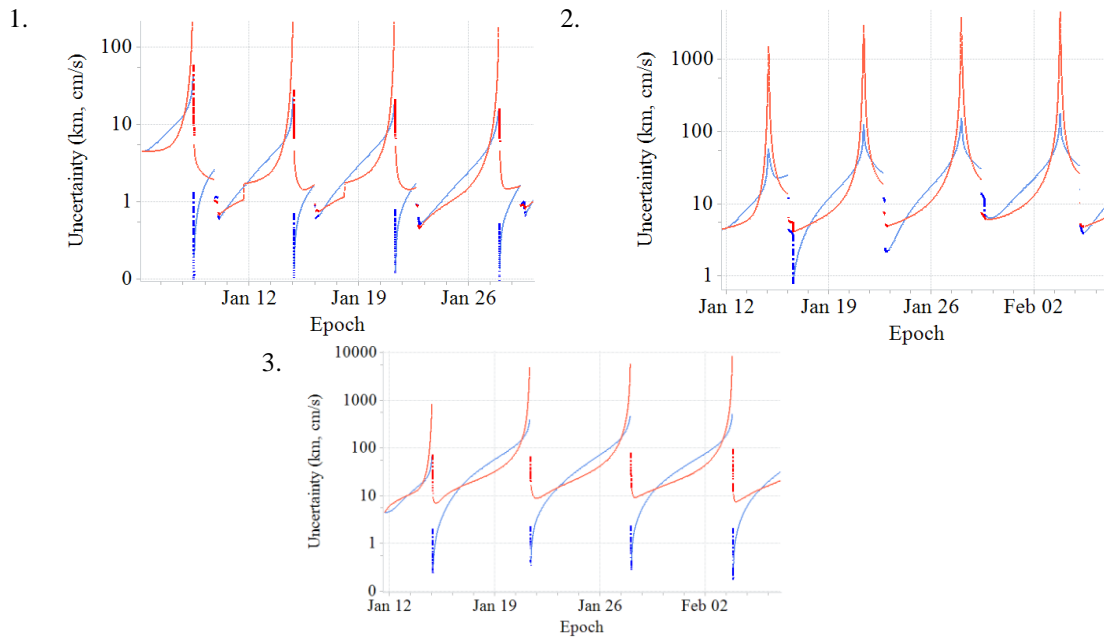 1.
Uncertainty (km, cm/s)
100
10
1
0
Jan 12 Jan 19 Jan 26
Epoch
2.
Uncertainty (km, cm/s)
1000
100
10
1
Jan 12 Jan 19 Jan 26 Feb 02
Epoch
3.
Uncertainty (km, cm/s)
10000
1000
100
10
1
0
Jan 12 Jan 19 Jan 26 Feb 02
Epoch